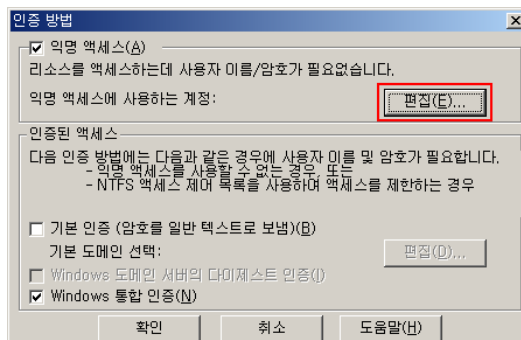 인증 방법
익명 액세스(A)
리소스를 액세스하는데 사용자 이름/암호가 필요없습니다.
익명 액세스에 사용하는 계정: 편집(E)...
인증된 액세스
다음 인증 방법에는 다음과 같은 경우에 사용자 이름 및 암호가 필요합니다.
- 익명 액세스를 사용할 수 없는 경우, 또는
- NTFS 액세스 제어 목록을 사용하여 액세스를 제한하는 경우
기본 인증 (암호를 일반 텍스트로 보냄)(B)
기본 도메인 선택: 편집(D)...
Windows 도메인 서버의 다이제스트 인증(I)
Windows 통합 인증(N)
확인 취소 도움말(H)